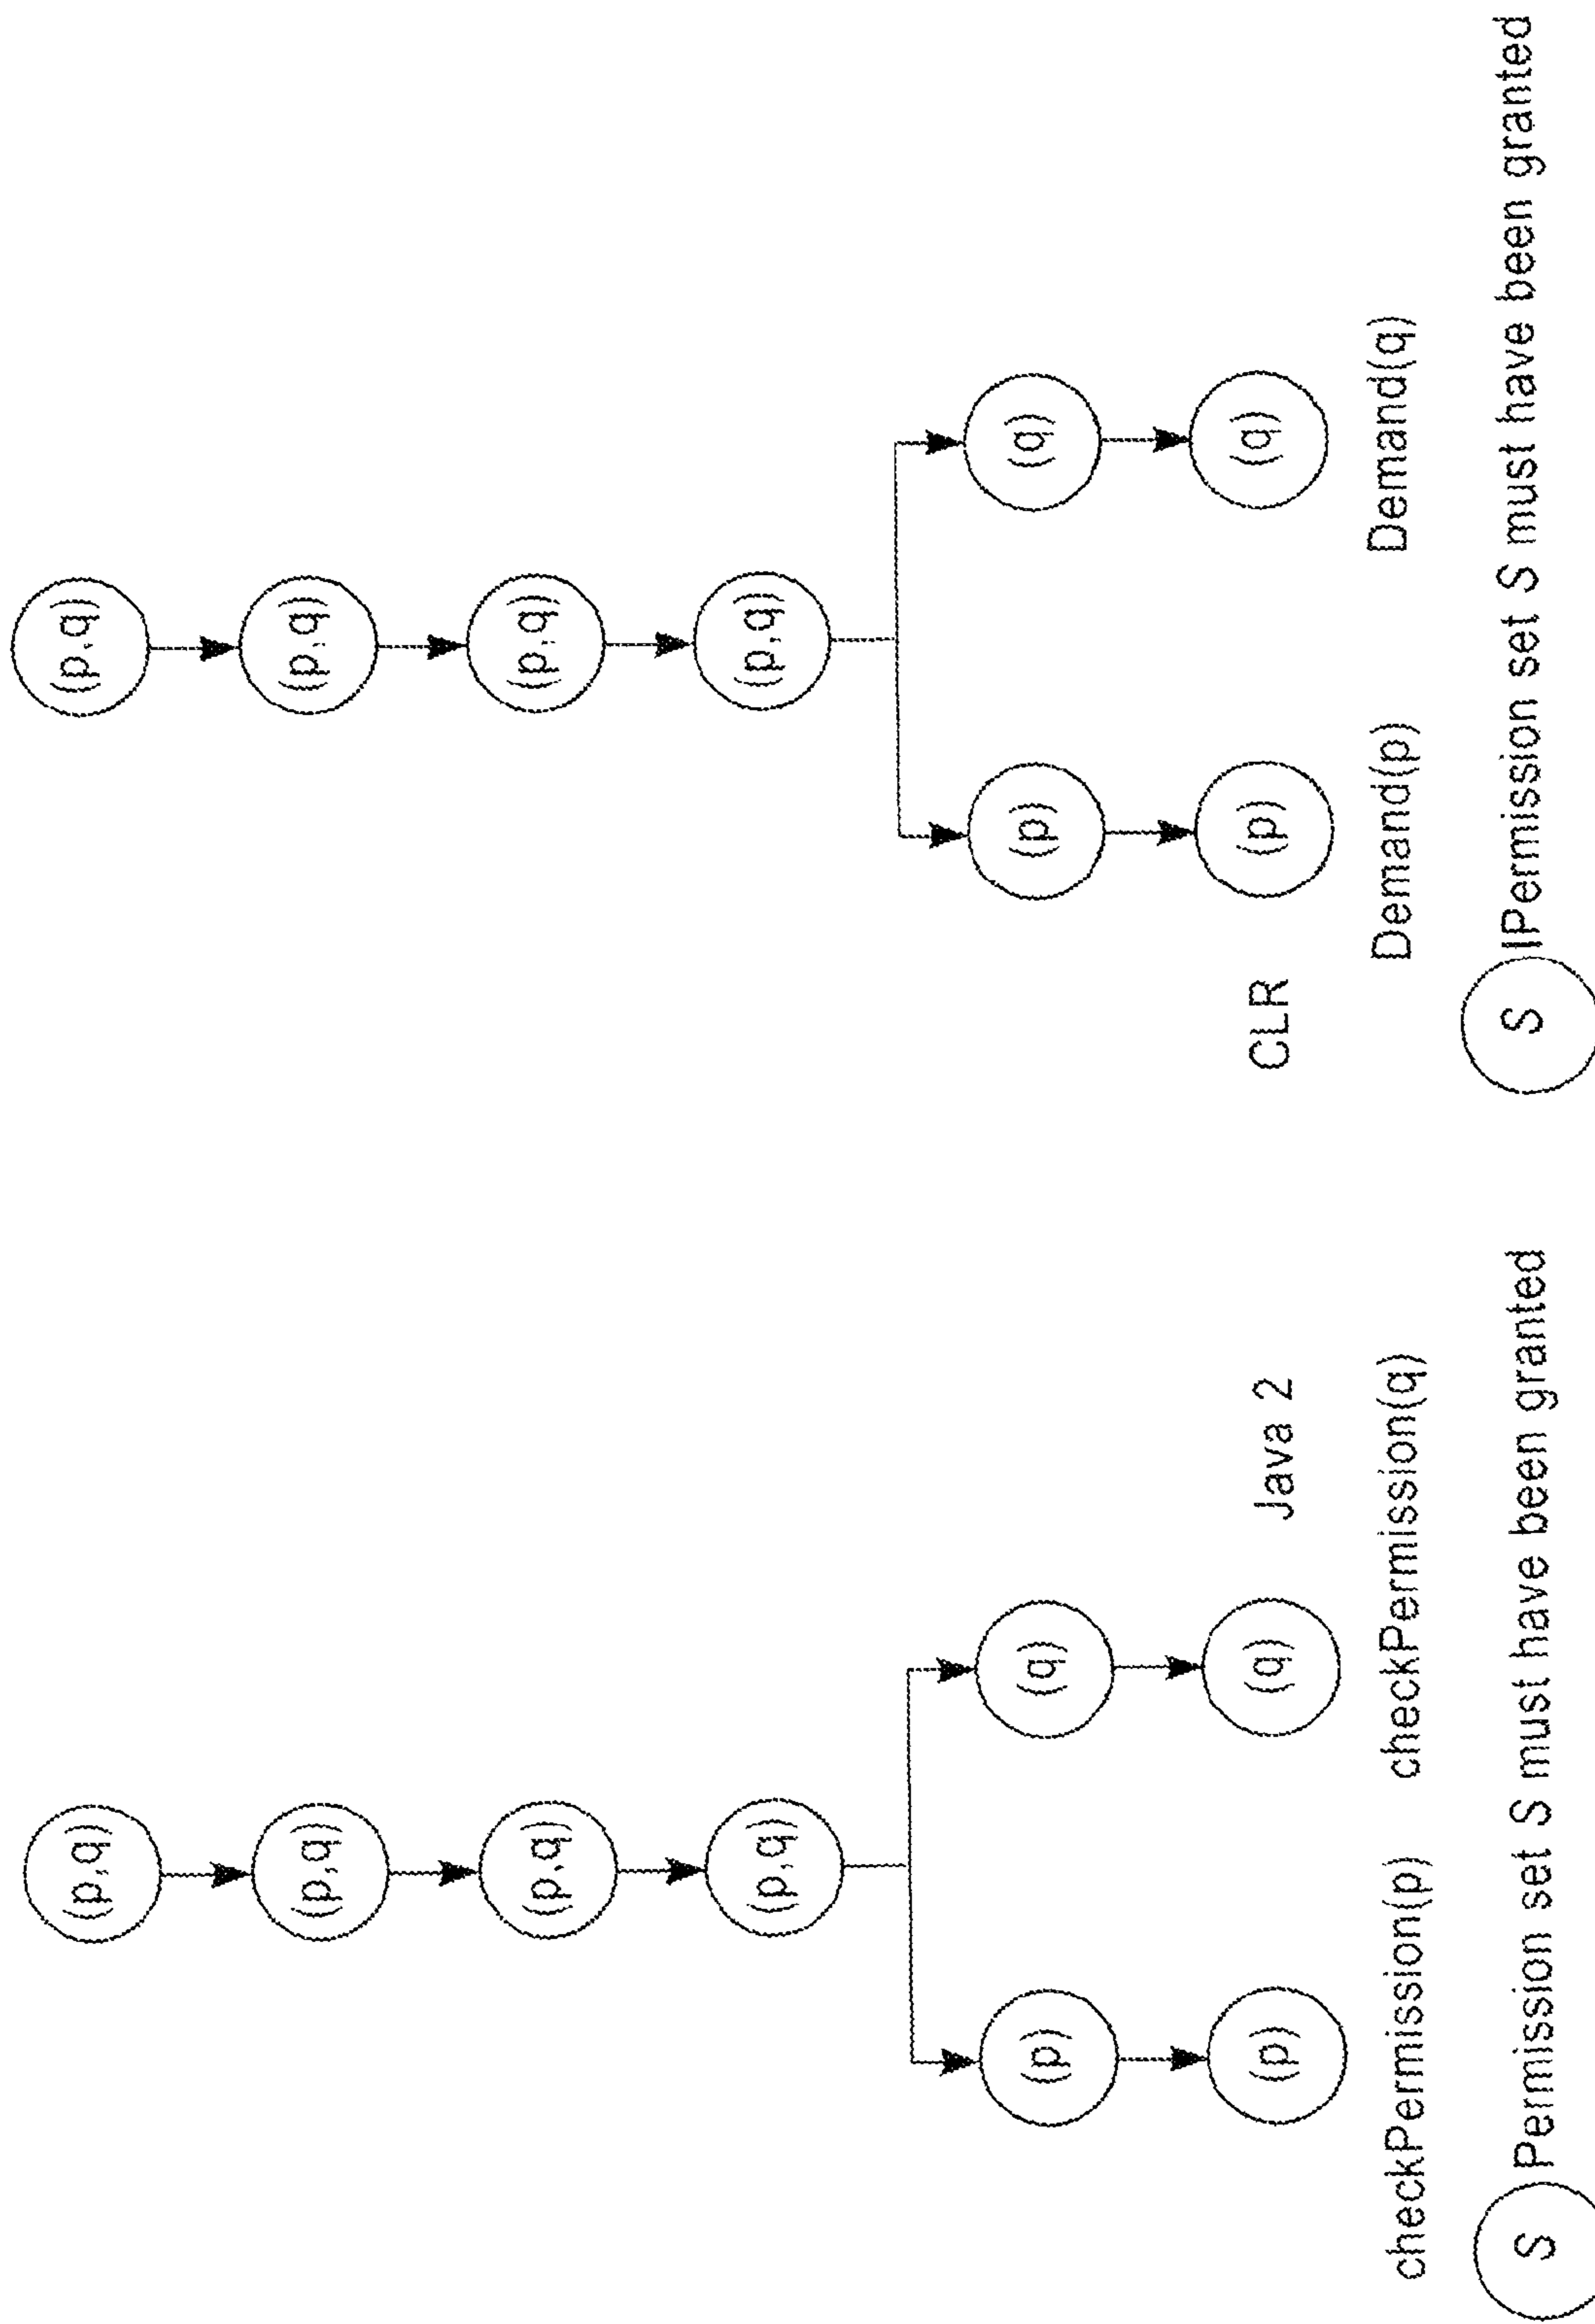 (p,q)
(p,q)
(p,q)
(p,q)
(p)
(q)
(p)
(q)
Java 2
checkPermission(p)
checkPermission(q)
S
Permission set S must have been granted
(p,q)
(p,q)
(p,q)
(p,q)
(p)
(q)
CLR
(p)
(q)
Demand(p)
Demand(q)
S
IPermission set S must have been granted